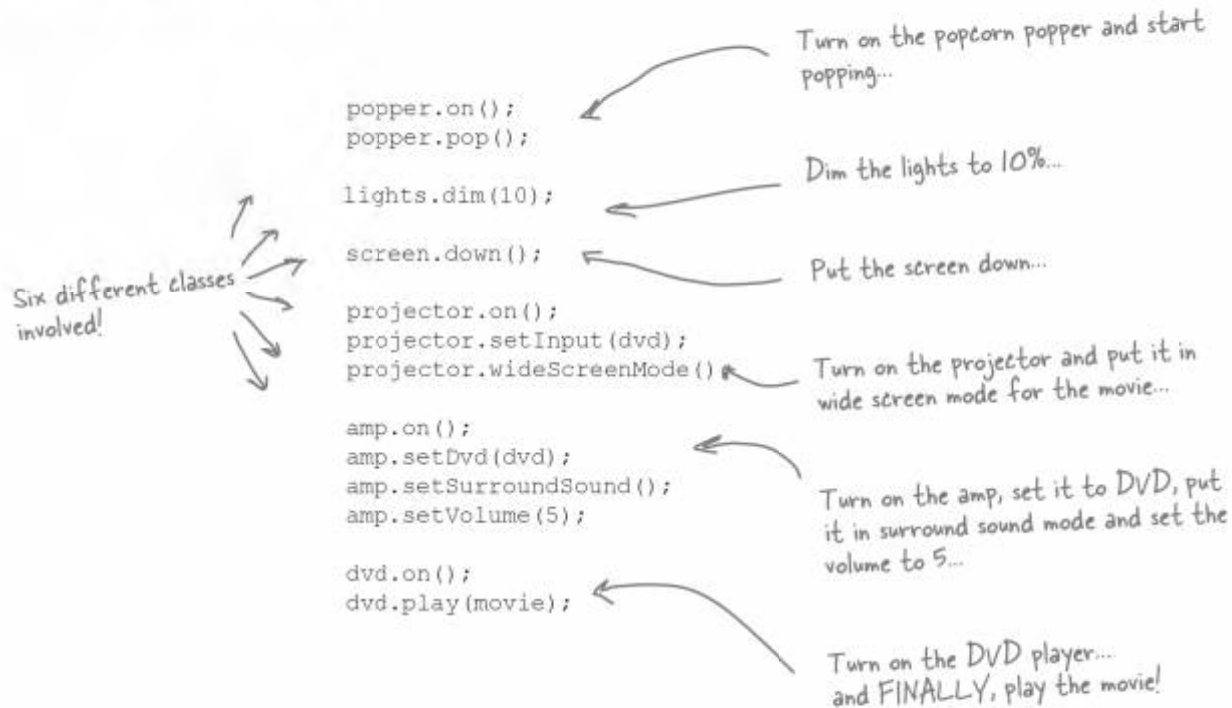 Turn on the popcorn popper and start
popping...
popper.on();
popper.pop();
Dim the lights to 10%...
lights.dim(10);
screen.down();
Put the screen down...
Six different classes
involved!
projector.on();
projector.setInput(dvd);
projector.wideScreenMode()
Turn on the projector and put it in
wide screen mode for the movie...
amp.on();
amp.setDvd(dvd);
amp.setSurroundSound();
amp.setVolume(5);
Turn on the amp, set it to DVD, put
it in surround sound mode and set the
volume to 5...
dvd.on();
dvd.play(movie);
Turn on the DVD player...
and FINALLY, play the movie!